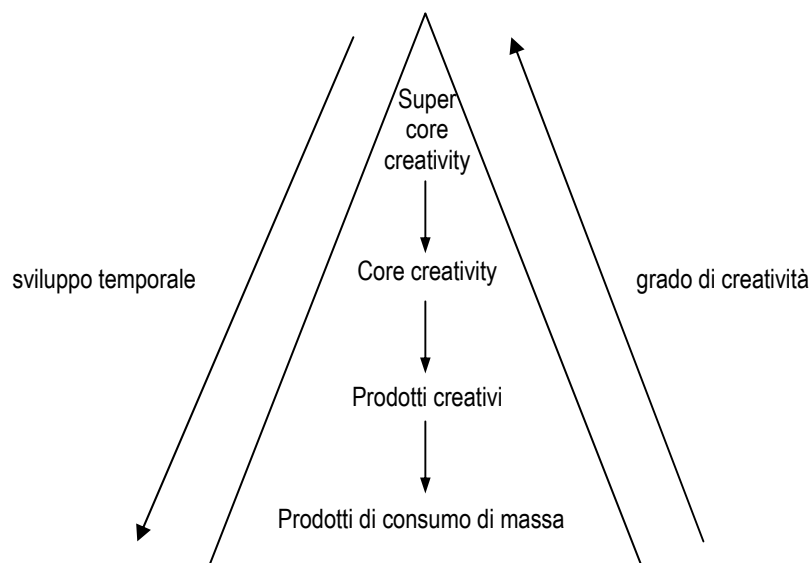 Super
core
creativity
sviluppo temporale
Core creativity
grado di creatività
Prodotti creativi
Prodotti di consumo di massa